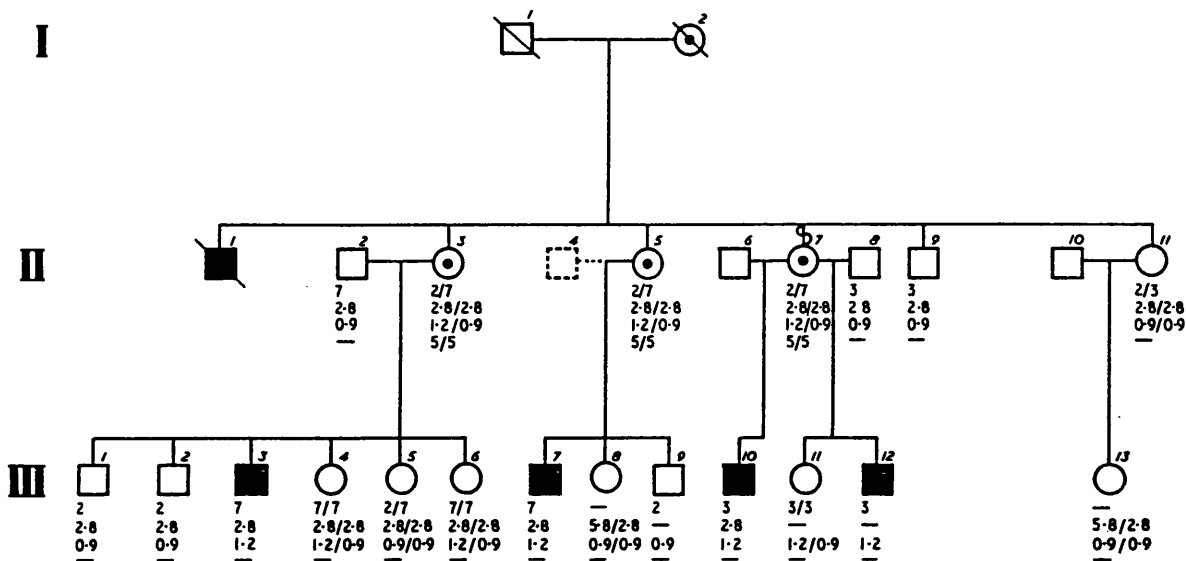 I
1 2
II
1 2 3 4 5 6 7 8 9 10 11
7 2/7 2/7 2/7 3 3 2/3
2·8 2·8/2·8 2·8/2·8 2·8/2·8 2·8 2·8 2·8/2·8
0·9 1·2/0·9 1·2/0·9 1·2/0·9 0·9 0·9 0·9/0·9
— 5/5 5/5 5/5 — — —
III
1 2 3 4 5 6 7 8 9 10 11 12 13
2 2 7 7/7 2/7 7/7 7 — 2 3 3/3 3 —
2·8 2·8 2·8 2·8/2·8 2·8/2·8 2·8/2·8 2·8 5·8/2·8 — 2·8 — — 5·8/2·8
0·9 0·9 1·2 1·2/0·9 0·9/0·9 1·2/0·9 1·2 0·9/0·9 0·9 1·2 1·2/0·9 1·2 0·9/0·9
— — — — — — — — — — — — —